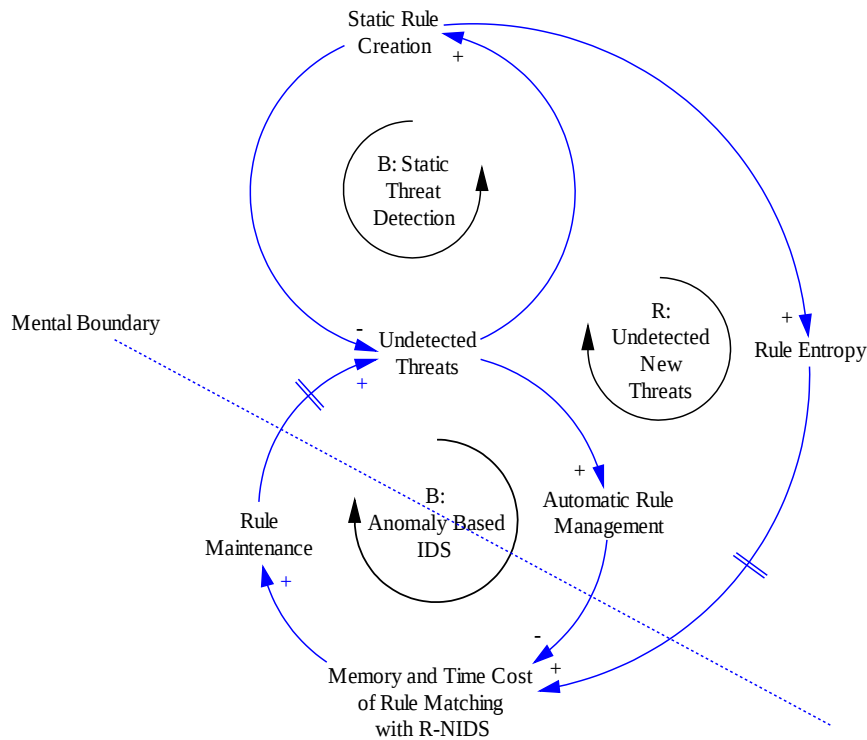 Static Rule
Creation
+
B: Static
Threat
Detection
Mental Boundary
-
Undetected
Threats
+
R:
Undetected
New
Threats
+
Rule Entropy
+
Automatic Rule
Management
B:
Anomaly Based
IDS
Rule
Maintenance
+
-
+
Memory and Time Cost
of Rule Matching
with R-NIDS